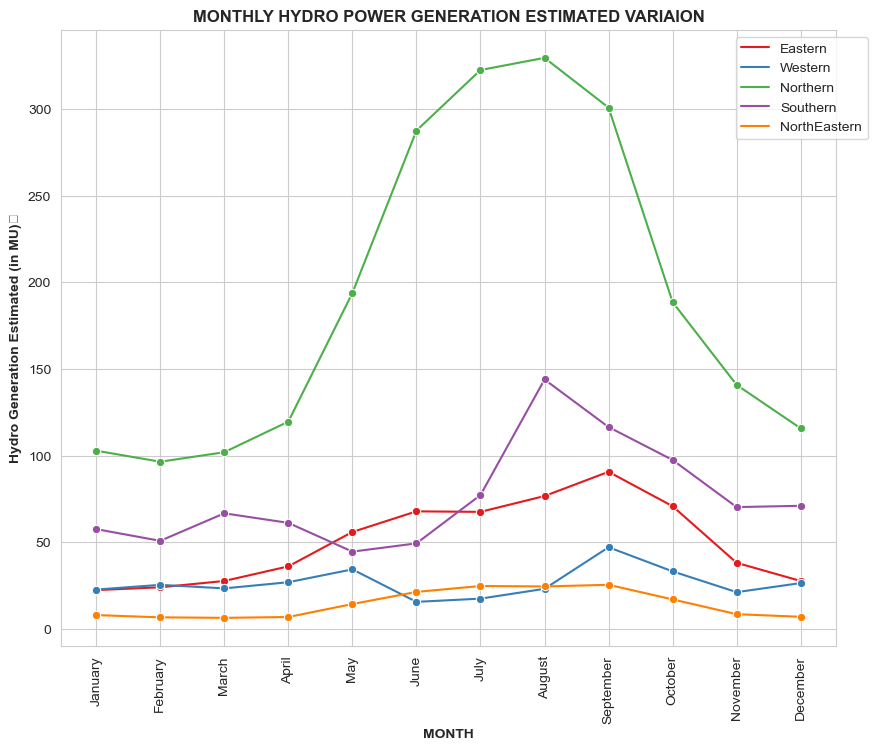 MONTHLY HYDRO POWER GENERATION ESTIMATED VARIAION
Eastern
Western
Northern
Southern
NorthEastern
Hydro Generation Estimated (in MU)□
300
250
200
150
100
50
0
January
February
March
April
May
June
July
August
September
October
November
December
MONTH